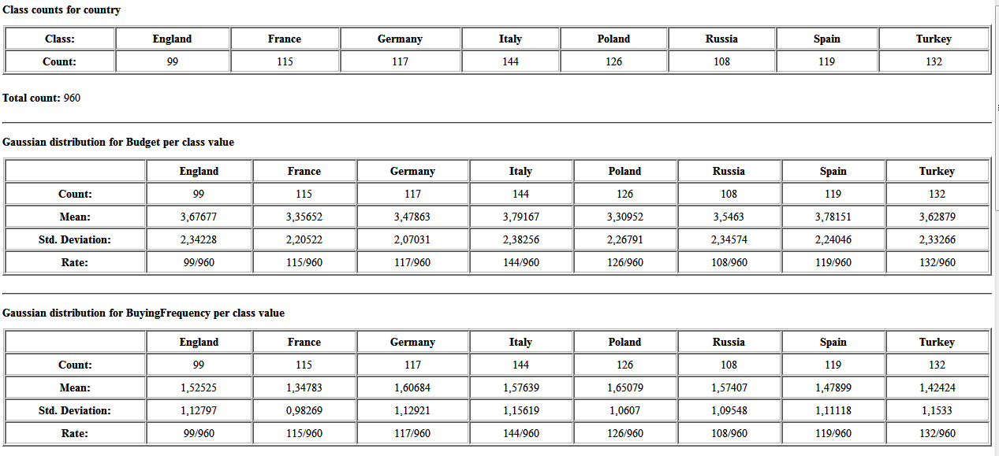 Class counts for country
Class: England France Germany Italy Poland Russia Spain Turkey
Count: 99 115 117 144 126 108 119 132
Total count: 960
Gaussian distribution for Budget per class value
England France Germany Italy Poland Russia Spain Turkey
Count: 99 115 117 144 126 108 119 132
Mean: 3,67677 3,35652 3,47863 3,79167 3,30952 3,5463 3,78151 3,62879
Std. Deviation: 2,34228 2,20522 2,07031 2,38256 2,26791 2,34574 2,24046 2,33266
Rate: 99/960 115/960 117/960 144/960 126/960 108/960 119/960 132/960
Gaussian distribution for BuyingFrequency per class value
England France Germany Italy Poland Russia Spain Turkey
Count: 99 115 117 144 126 108 119 132
Mean: 1,52525 1,34783 1,60684 1,57639 1,65079 1,57407 1,47899 1,42424
Std. Deviation: 1,12797 0,98269 1,12921 1,15619 1,0607 1,09548 1,11118 1,1533
Rate: 99/960 115/960 117/960 144/960 126/960 108/960 119/960 132/960